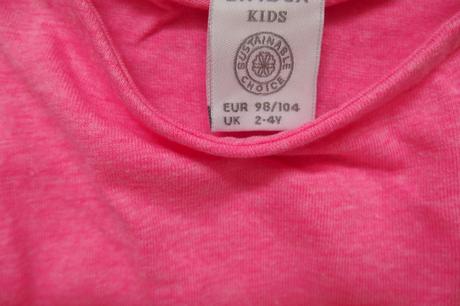 KIDS
SUSTAINABLE
CHOICE
EUR 98/104
UK 2-4Y